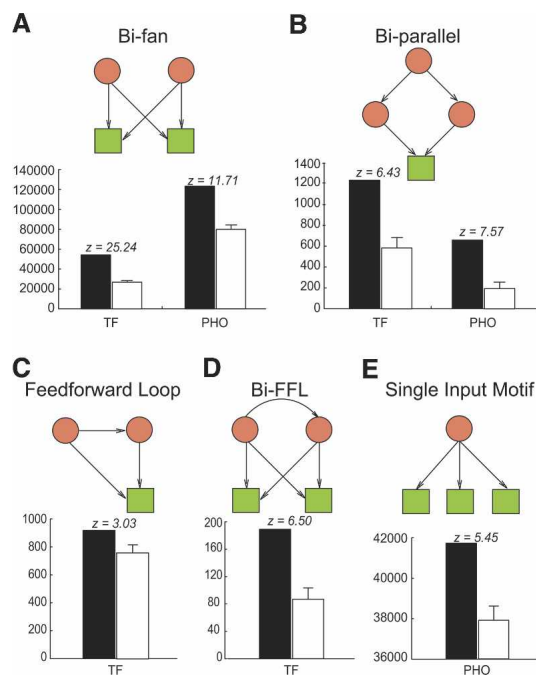 A
Bi-fan
140000
120000
100000
80000
60000
40000
20000
0
z = 25.24
z = 11.71
TF
PHO
B
Bi-parallel
1400
1200
1000
800
600
400
200
0
z = 6.43
z = 7.57
TF
PHO
C
Feedforward Loop
1000
800
600
400
200
0
z = 3.03
TF
D
Bi-FFL
200
160
120
80
40
0
z = 6.50
TF
E
Single Input Motif
42000
40000
38000
36000
z = 5.45
PHO